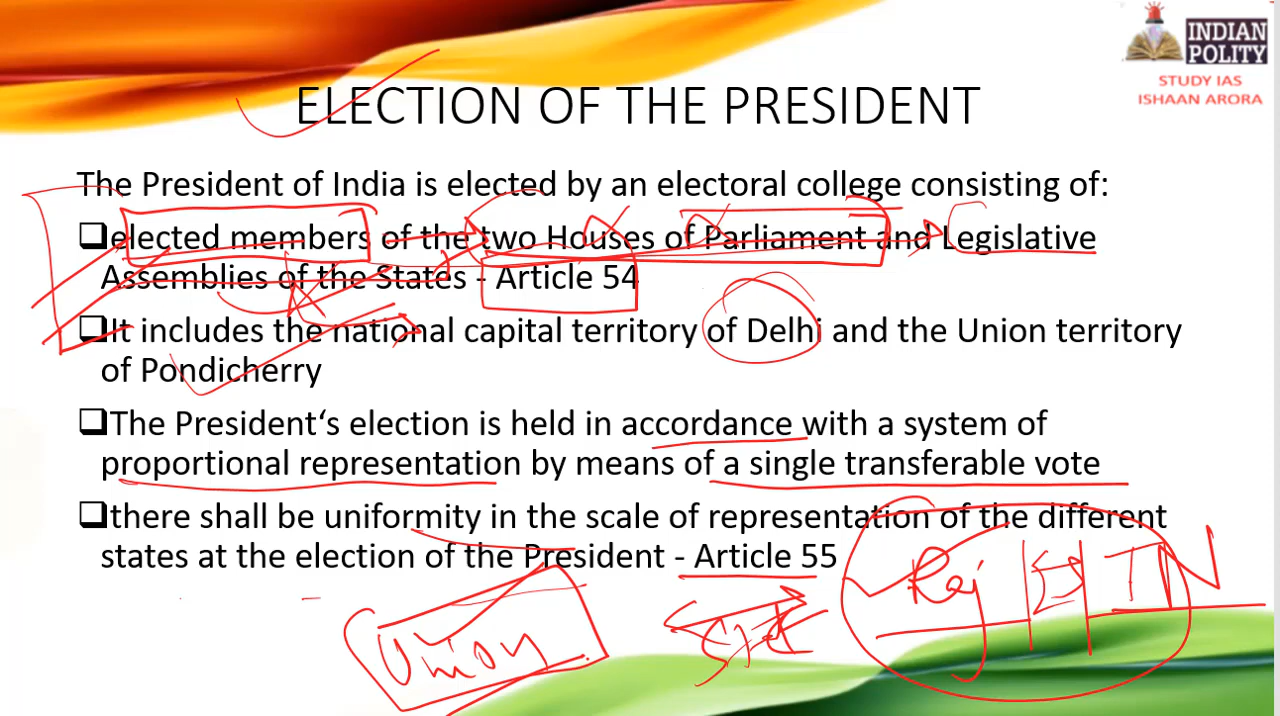 INDIAN
POLITY
STUDY IAS
ISHAAN ARORA
ELECTION OF THE PRESIDENT
The President of India is elected by an electoral college consisting of:
❑elected members of the two Houses of Parliament and Legislative
Assemblies of the States - Article 54
❑It includes the national capital territory of Delhi and the Union territory
of Pondicherry
❑The President‘s election is held in accordance with a system of
proportional representation by means of a single transferable vote
❑there shall be uniformity in the scale of representation of the different
states at the election of the President - Article 55
Raj TN
Union